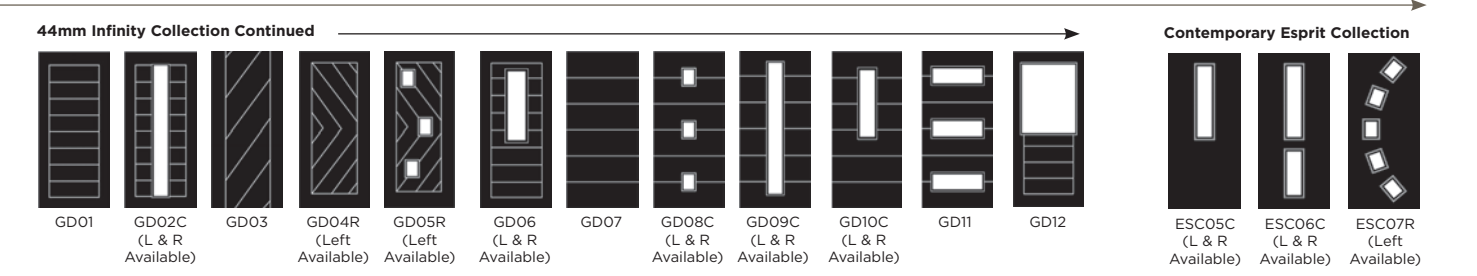 44mm Infinity Collection Continued
Contemporary Esprit Collection
GD01
GD02C
(L & R
Available)
GD03
GD04R
(Left
Available)
GD05R
(Left
Available)
GD06
(L & R
Available)
GD07
GD08C
(L & R
Available)
GD09C
(L & R
Available)
GD10C
(L & R
Available)
GD11
GD12
ESC05C
(L & R
Available)
ESC06C
(L & R
Available)
ESC07R
(Left
Available)